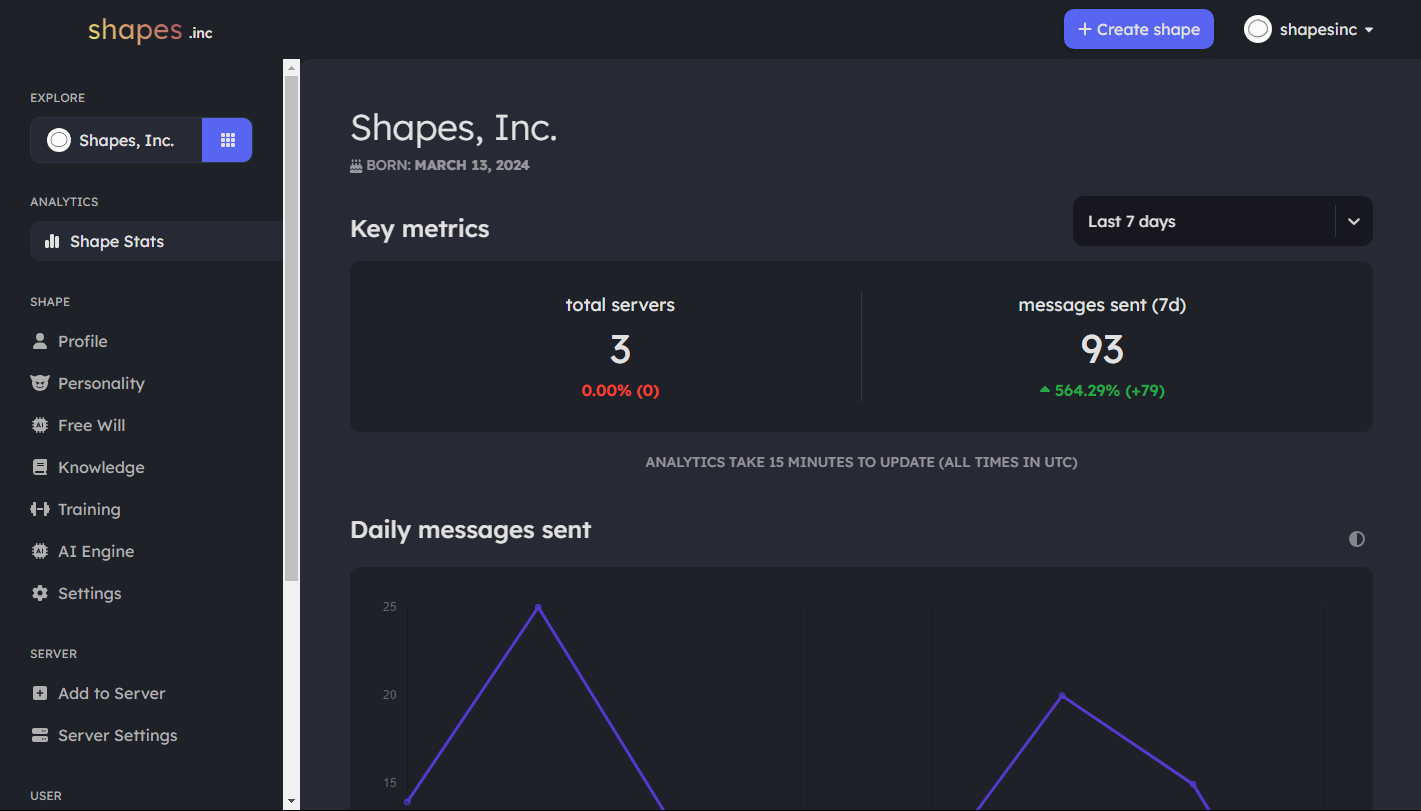 shapes .inc
+ Create shape
shapesinc
EXPLORE
Shapes, Inc.
ANALYTICS
Shape Stats
SHAPE
Profile
Personality
Free Will
Knowledge
Training
AI Engine
Settings
SERVER
Add to Server
Server Settings
USER
Shapes, Inc.
BORN: MARCH 13, 2024
Key metrics
Last 7 days
total servers
3
0.00% (0)
messages sent (7d)
93
564.29% (+79)
ANALYTICS TAKE 15 MINUTES TO UPDATE (ALL TIMES IN UTC)
Daily messages sent
25
20
15